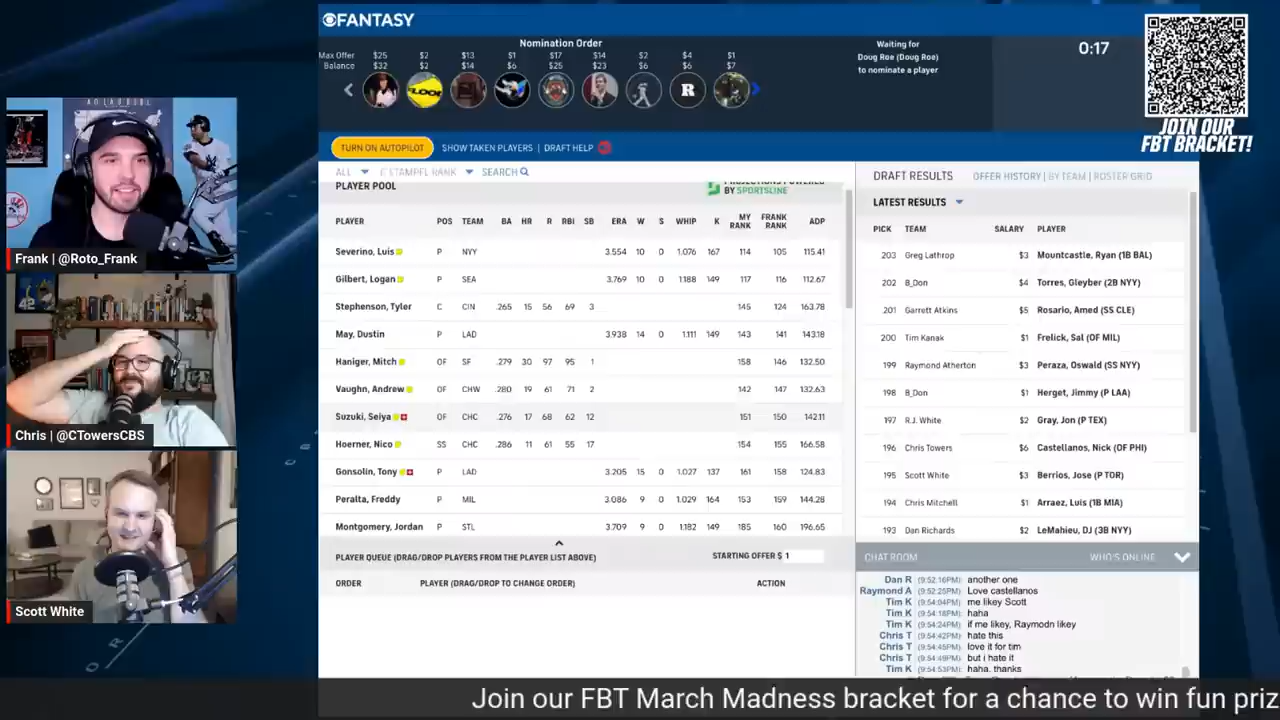 FANTASY
Nomination Order
Max Offer $25 $2 $13 $1 $17 $14 $2 $4 $1
Balance $32 $2 $14 $6 $25 $23 $6 $6 $7
R
Waiting for
Doug Roe (Doug Roe)
to nominate a player
0:17
JOIN OUR
FBT BRACKET!
TURN ON AUTOPILOT SHOW TAKEN PLAYERS | DRAFT HELP
ALL SEARCH
PLAYER POOL
PROJECTIONS POWERED
BY SPORTSLINE
PLAYER POS TEAM BA HR R RBI SB ERA W S WHIP K MY RANK FRANK RANK ADP
Severino, Luis P NYY 3.554 10 0 1.076 167 114 105 115.41
Gilbert, Logan P SEA 3.769 10 0 1.188 149 117 116 112.67
Stephenson, Tyler C CIN .265 15 56 69 3 145 124 163.78
May, Dustin P LAD 3.938 14 0 1.111 149 143 141 143.18
Haniger, Mitch OF SF .279 30 97 95 1 158 146 132.50
Vaughn, Andrew OF CHW .280 19 61 71 2 142 147 132.63
Suzuki, Seiya OF CHC .276 17 68 62 12 151 150 142.11
Hoerner, Nico SS CHC .286 11 61 55 17 154 155 166.58
Gonsolin, Tony P LAD 3.205 15 0 1.027 137 161 158 124.83
Peralta, Freddy P MIL 3.086 9 0 1.029 164 153 159 144.28
Montgomery, Jordan P STL 3.709 9 0 1.182 149 185 160 196.65
PLAYER QUEUE (DRAG/DROP PLAYERS FROM THE PLAYER LIST ABOVE) STARTING OFFER $ 1
ORDER PLAYER (DRAG/DROP TO CHANGE ORDER) ACTION
DRAFT RESULTS OFFER HISTORY | BY TEAM | ROSTER GRID
LATEST RESULTS
PICK TEAM SALARY PLAYER
203 Greg Lathrop $3 Mountcastle, Ryan (1B BAL)
202 B_Don $4 Torres, Gleyber (2B NYY)
201 Garrett Atkins $5 Rosario, Amed (SS CLE)
200 Tim Kanak $1 Frelick, Sal (OF MIL)
199 Raymond Atherton $3 Peraza, Oswald (SS NYY)
198 B_Don $1 Herget, Jimmy (P LAA)
197 R.J. White $2 Gray, Jon (P TEX)
196 Chris Towers $6 Castellanos, Nick (OF PHI)
195 Scott White $3 Berrios, Jose (P TOR)
194 Chris Mitchell $1 Arraez, Luis (1B MIA)
193 Dan Richards $2 LeMahieu, DJ (3B NYY)
CHAT ROOM WHO'S ONLINE
Dan R (9:52:16PM): another one
Raymond A (9:52:25PM): Love castellanos
Tim K (9:54:04PM): me likey Scott
Tim K (9:54:18PM): haha
Tim K (9:54:24PM): if me likey, Raymodn likey
Chris T (9:54:42PM): hate this
Chris T (9:54:45PM): love it for tim
Chris T (9:54:49PM): but i hate it
Tim K (9:54:53PM): haha, thanks
Frank | @Roto_Frank
Chris | @CTowersCBS
Scott White
Join our FBT March Madness bracket for a chance to win fun priz